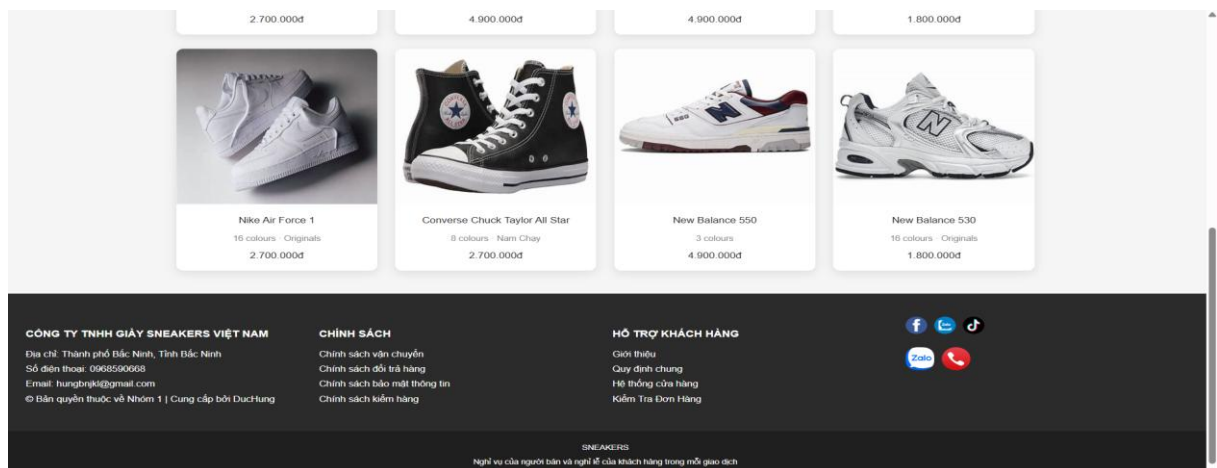 2.700.000đ
4.900.000đ
4.900.000đ
1.800.000đ
Nike Air Force 1
16 colours · Originals
2.700.000đ
Converse Chuck Taylor All Star
8 colours · Nam Chạy
2.700.000đ
New Balance 550
3 colours
4.900.000đ
New Balance 530
16 colours · Originals
1.800.000đ
CÔNG TY TNHH GIÀY SNEAKERS VIỆT NAM
Địa chỉ: Thành phố Bắc Ninh, Tỉnh Bắc Ninh
Số điện thoại: 0968590668
Email: hungbnjkl@gmail.com
© Bản quyền thuộc về Nhóm 1 | Cung cấp bởi DucHung
CHÍNH SÁCH
Chính sách vận chuyển
Chính sách đổi trả hàng
Chính sách bảo mật thông tin
Chính sách kiểm hàng
HỖ TRỢ KHÁCH HÀNG
Giới thiệu
Quy định chung
Hệ thống cửa hàng
Kiểm Tra Đơn Hàng
Zalo
SNEAKERS
Nghỉ vụ của người bán và nghỉ lễ của khách hàng trong mỗi giao dịch